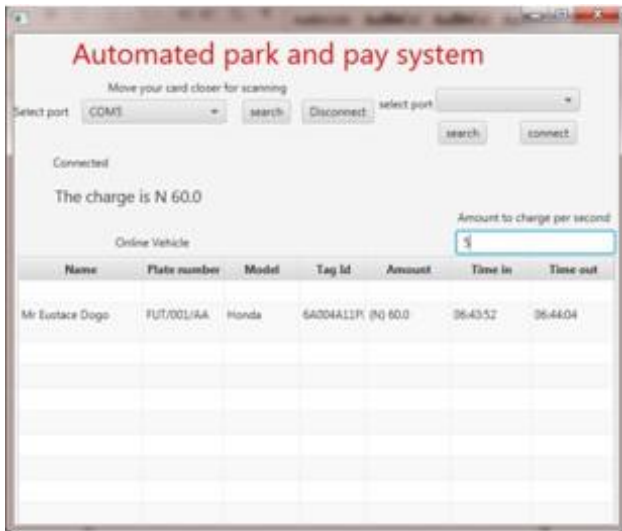 Automated park and pay system
Move your card closer for scanning
Select port COM5 search Disconnect select port
search connect
Connected
The charge is N 60.0
Amount to charge per second
Online Vehicle 5
Name Plate number Model Tag Id Amount Time in Time out
Mr Eustace Dogo FUT/001/AA Honda 6A004A11P (N) 60.0 06:43:52 06:44:04